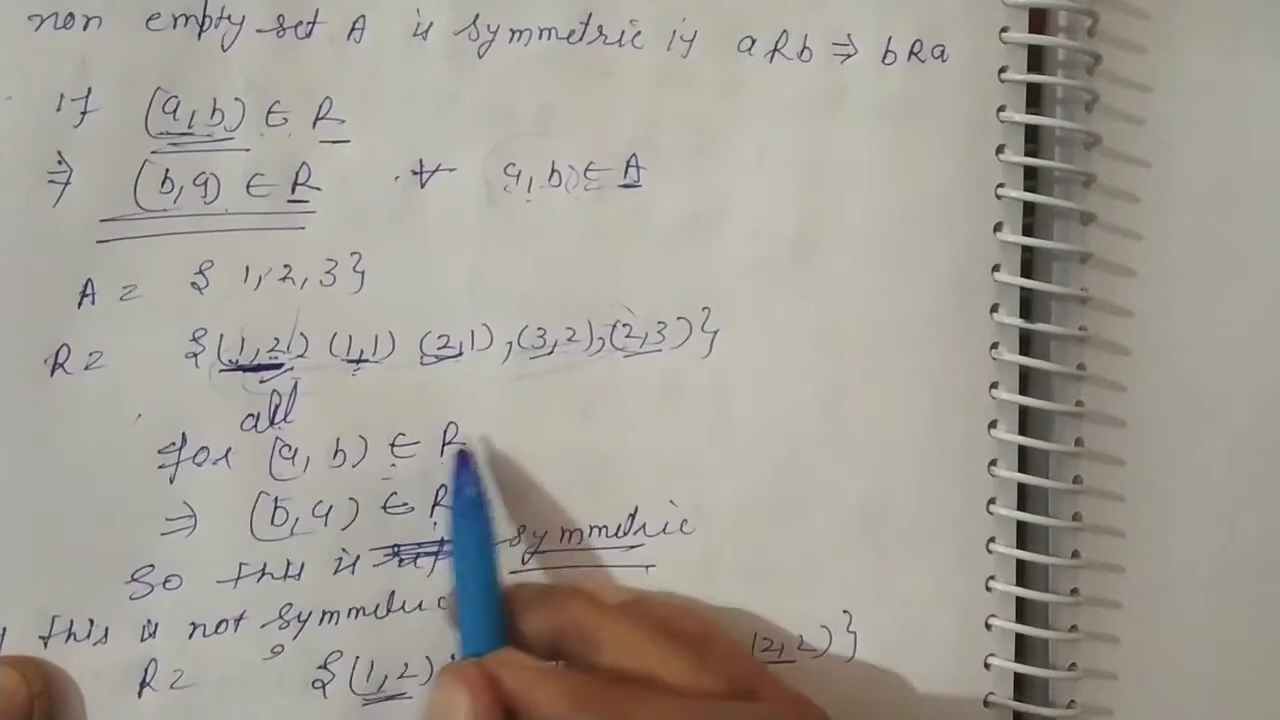 non empty set A is symmetric if aRb ⇒ bRa
if (a,b) ∈ R
⇒ (b,a) ∈ R ∀ a,b ∈ A
A = { 1,2,3}
R = {(1,2) (1,1) (2,1),(3,2),(2,3)}
all
for (a, b) ∈ R
⇒ (b,a) ∈ R
So this is symmetric
this is not symmetric
R = {(1,2) (2,2)}